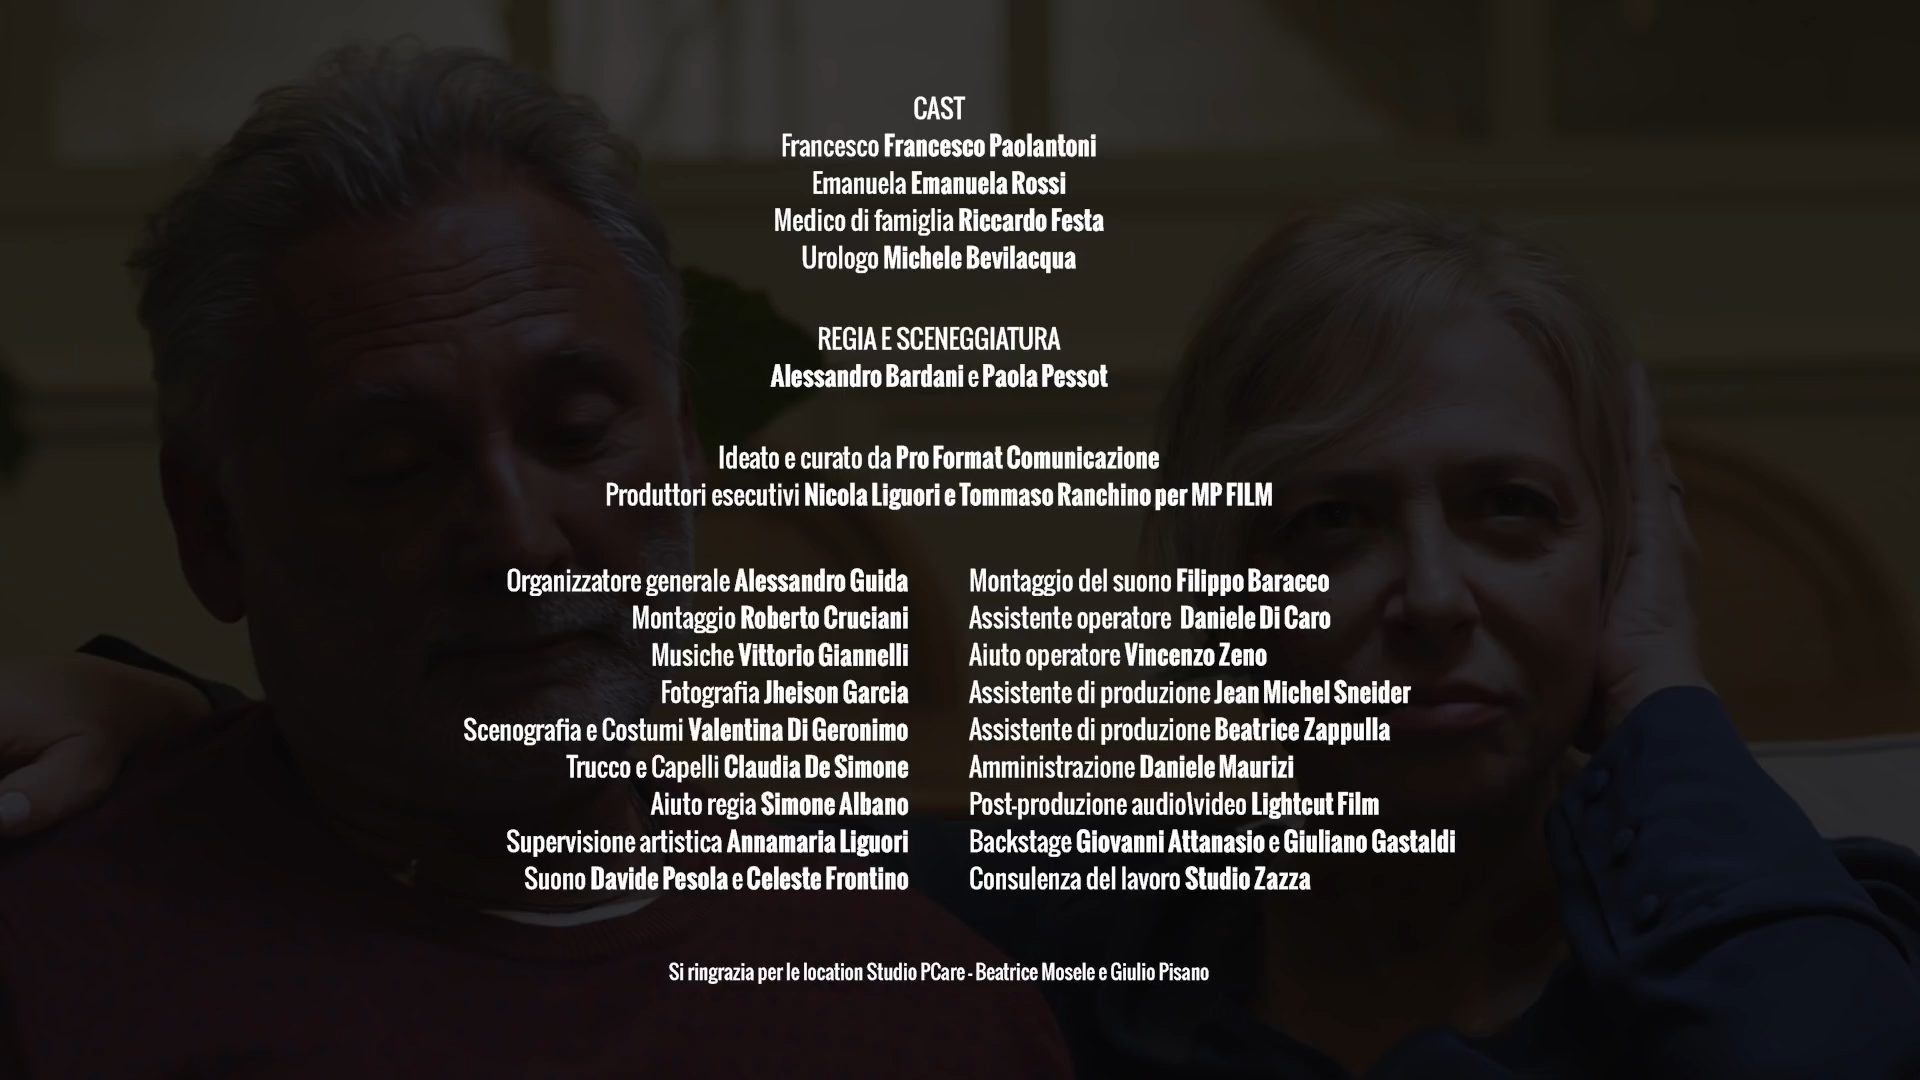 CAST
Francesco Francesco Paolantoni
Emanuela Emanuela Rossi
Medico di famiglia Riccardo Festa
Urologo Michele Bevilacqua
REGIA E SCENEGGIATURA
Alessandro Bardani e Paola Pessot
Ideato e curato da Pro Format Comunicazione
Produttori esecutivi Nicola Liguori e Tommaso Ranchino per MP FILM
Organizzatore generale Alessandro Guida
Montaggio Roberto Cruciani
Musiche Vittorio Giannelli
Fotografia Jheison Garcia
Scenografia e Costumi Valentina Di Geronimo
Trucco e Capelli Claudia De Simone
Aiuto regia Simone Albano
Supervisione artistica Annamaria Liguori
Suono Davide Pesola e Celeste Frontino
Montaggio del suono Filippo Baracco
Assistente operatore Daniele Di Caro
Aiuto operatore Vincenzo Zeno
Assistente di produzione Jean Michel Sneider
Assistente di produzione Beatrice Zappulla
Amministrazione Daniele Maurizi
Post-produzione audio\video Lightcut Film
Backstage Giovanni Attanasio e Giuliano Gastaldi
Consulenza del lavoro Studio Zazza
Si ringrazia per le location Studio PCare - Beatrice Mosele e Giulio Pisano